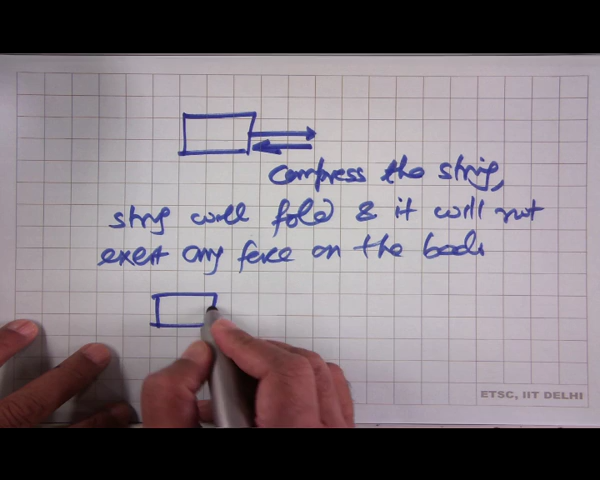 compress the string,
string will fold & it will not
exert any force on the body
ETSC, IIT DELHI